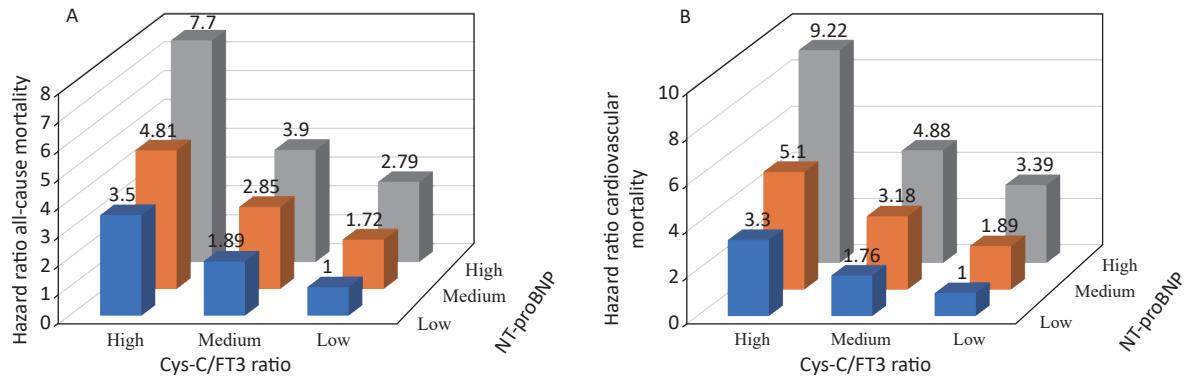 A
Hazard ratio all-cause mortality
8
7
6
5
4
3
2
1
0
7.7
4.81
3.9
3.5
2.85
2.79
1.89
1.72
1
High
Medium
Low
High
Medium
Low
Cys-C/FT3 ratio
NT-proBNP
B
Hazard ratio cardiovascular
mortality
10
8
6
4
2
0
9.22
5.1
4.88
3.3
3.18
3.39
1.76
1.89
1
High
Medium
Low
High
Medium
Low
Cys-C/FT3 ratio
NT-proBNP